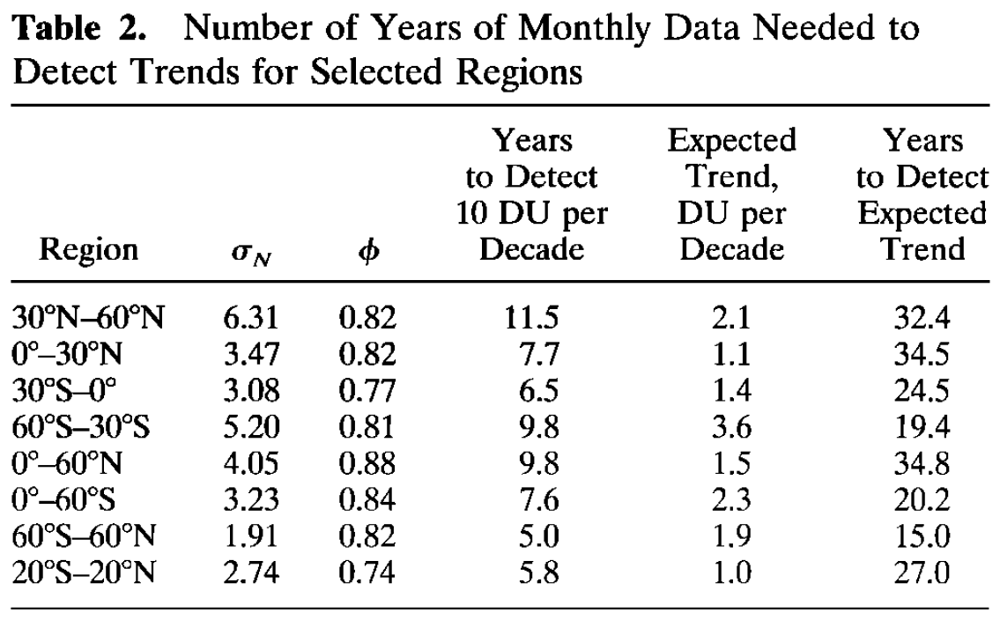 Table 2. Number of Years of Monthly Data Needed to
Detect Trends for Selected Regions
Years Expected Years
to Detect Trend, to Detect
10 DU per DU per Expected
Region σN ϕ Decade Decade Trend
30°N–60°N 6.31 0.82 11.5 2.1 32.4
0°–30°N 3.47 0.82 7.7 1.1 34.5
30°S–0° 3.08 0.77 6.5 1.4 24.5
60°S–30°S 5.20 0.81 9.8 3.6 19.4
0°–60°N 4.05 0.88 9.8 1.5 34.8
0°–60°S 3.23 0.84 7.6 2.3 20.2
60°S–60°N 1.91 0.82 5.0 1.9 15.0
20°S–20°N 2.74 0.74 5.8 1.0 27.0